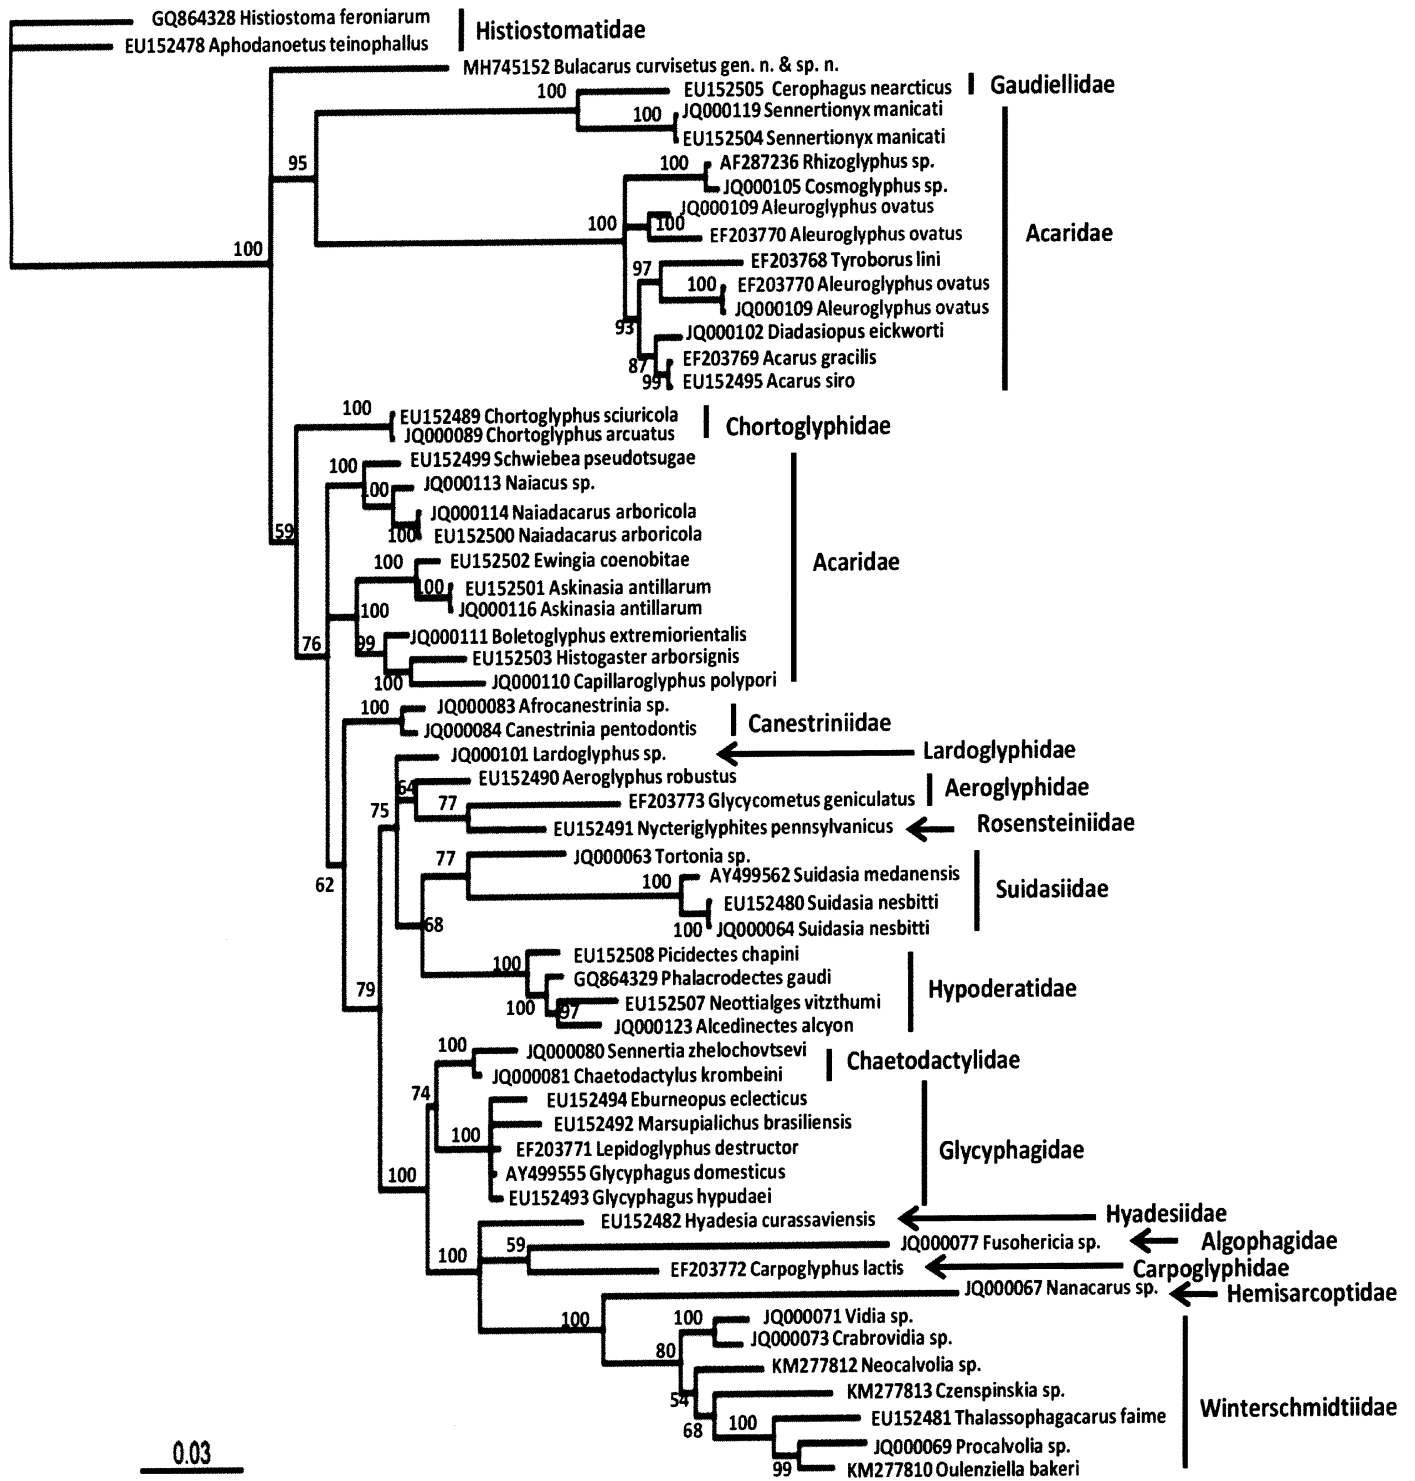 GQ864328 Histiostoma feroniarum
Histiostomatidae
EU152478 Aphodanoetus teinophallus
MH745152 Bulacarus curvisetus gen. n. & sp. n.
100
EU152505 Cerophagus nearcticus
Gaudiellidae
100
JQ000119 Sennertionyx manicati
EU152504 Sennertionyx manicati
95
100
AF287236 Rhizoglyphus sp.
JQ000105 Cosmoglyphus sp.
JQ000109 Aleuroglyphus ovatus
100
100
EF203770 Aleuroglyphus ovatus
Acaridae
100
97
EF203768 Tyroborus lini
100
EF203770 Aleuroglyphus ovatus
JQ000109 Aleuroglyphus ovatus
93
JQ000102 Diadasiopus eickworti
87
EF203769 Acarus gracilis
99
EU152495 Acarus siro
100
EU152489 Chortoglyphus sciuricola
Chortoglyphidae
JQ000089 Chortoglyphus arcuatus
100
EU152499 Schwiebea pseudotsugae
100
JQ000113 Naiacus sp.
JQ000114 Naiadacarus arboricola
59
100
EU152500 Naiadacarus arboricola
100
EU152502 Ewingia coenobitae
Acaridae
100
EU152501 Askinasia antillarum
100
JQ000116 Askinasia antillarum
76
99
JQ000111 Boletoglyphus extremiorientalis
EU152503 Histogaster arborsignis
100
JQ000110 Capillaroglyphus polypori
100
JQ000083 Afrocanestrinia sp.
Canestriniidae
JQ000084 Canestrinia pentodontis
JQ000101 Lardoglyphus sp.
Lardoglyphidae
64
EU152490 Aeroglyphus robustus
Aeroglyphidae
75
77
EF203773 Glycycometus geniculatus
EU152491 Nycteriglyphites pennsylvanicus
Rosensteiniidae
77
JQ000063 Tortonia sp.
62
100
AY499562 Suidasia medanensis
Suidasiidae
EU152480 Suidasia nesbitti
68
100
JQ000064 Suidasia nesbitti
100
EU152508 Picidectes chapini
GQ864329 Phalacrodectes gaudi
Hypoderatidae
79
100
97
EU152507 Neottialges vitzthumi
JQ000123 Alcedinectes alcyon
100
JQ000080 Sennertia zhelochovtsevi
Chaetodactylidae
JQ000081 Chaetodactylus krombeini
74
EU152494 Eburneopus eclecticus
EU152492 Marsupialichus brasiliensis
100
EF203771 Lepidoglyphus destructor
Glycyphagidae
100
AY499555 Glycyphagus domesticus
EU152493 Glycyphagus hypudaei
EU152482 Hyadesia curassaviensis
Hyadesiidae
100
59
JQ000077 Fusohericia sp.
Algophagidae
EF203772 Carpoglyphus lactis
Carpoglyphidae
JQ000067 Nanacarus sp.
Hemisarcoptidae
100
100
JQ000071 Vidia sp.
JQ000073 Crabrovidia sp.
80
KM277812 Neocalvolia sp.
54
KM277813 Czenspinskia sp.
Winterschmidtiidae
68
100
EU152481 Thalassophagacarus faime
JQ000069 Procalvolia sp.
99
KM277810 Oulenziella bakeri
0.03